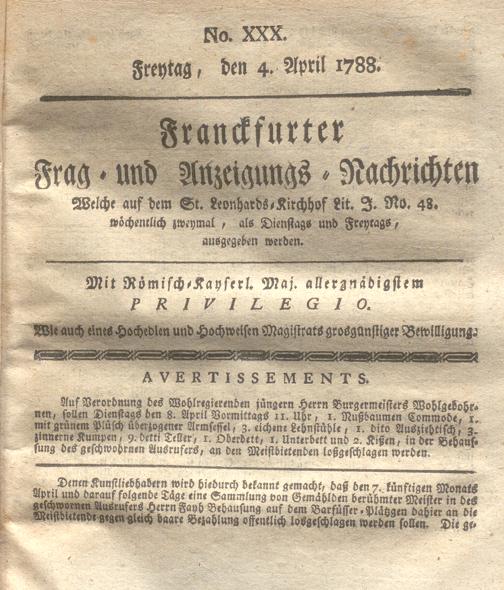 No. XXX.
Freytag, den 4. April 1788.
Franckfurter
Frag- und Anzeigungs-Nachrichten
Welche auf dem St. Leonhards-Kirchhof Lit. J. No. 48.
wöchentlich zweymal, als Dienstags und Freytags,
ausgegeben werden.
Mit Römisch-Kayserl. Maj. allergnädigstem
PRIVILEGIO.
Wie auch eines Hochedlen und Hochweisen Magistrats grosgünstiger Bewilligung.
AVERTISSEMENTS.
Auf Verordnung des Wohlregierenden jüngern Herrn Burgermeisters Wohlgebohr-
nen, sollen Dienstags den 8. April Vormittags 11. Uhr, 1. Nußbaumen Commode, 1.
mit grünem Plüsch überzogener Armsessel, 3. eichene Lehnstühle, 1. dito Ausziehtisch, 3.
zinnerne Kumpen, 9. detti Teller, 1. Oberbett, 1. Unterbett und 2. Kißen, in der Behau-
sung des geschwohrnen Ausrufers, an den Meistbietenden loßgeschlagen werden.
Denen Kunstliebhabern wird hiedurch bekannt gemacht, daß den 7. künftigen Monats
April und darauf folgende Täge eine Sammlung von Gemählden berühmter Meister in des
geschwornen Ausrufers Herrn Fayh Behausung auf dem Barfüsser-Plätzgen dahier an die
Meistbietende gegen gleich baare Bezahlung offentlich losgeschlagen werden sollen. Die ge-